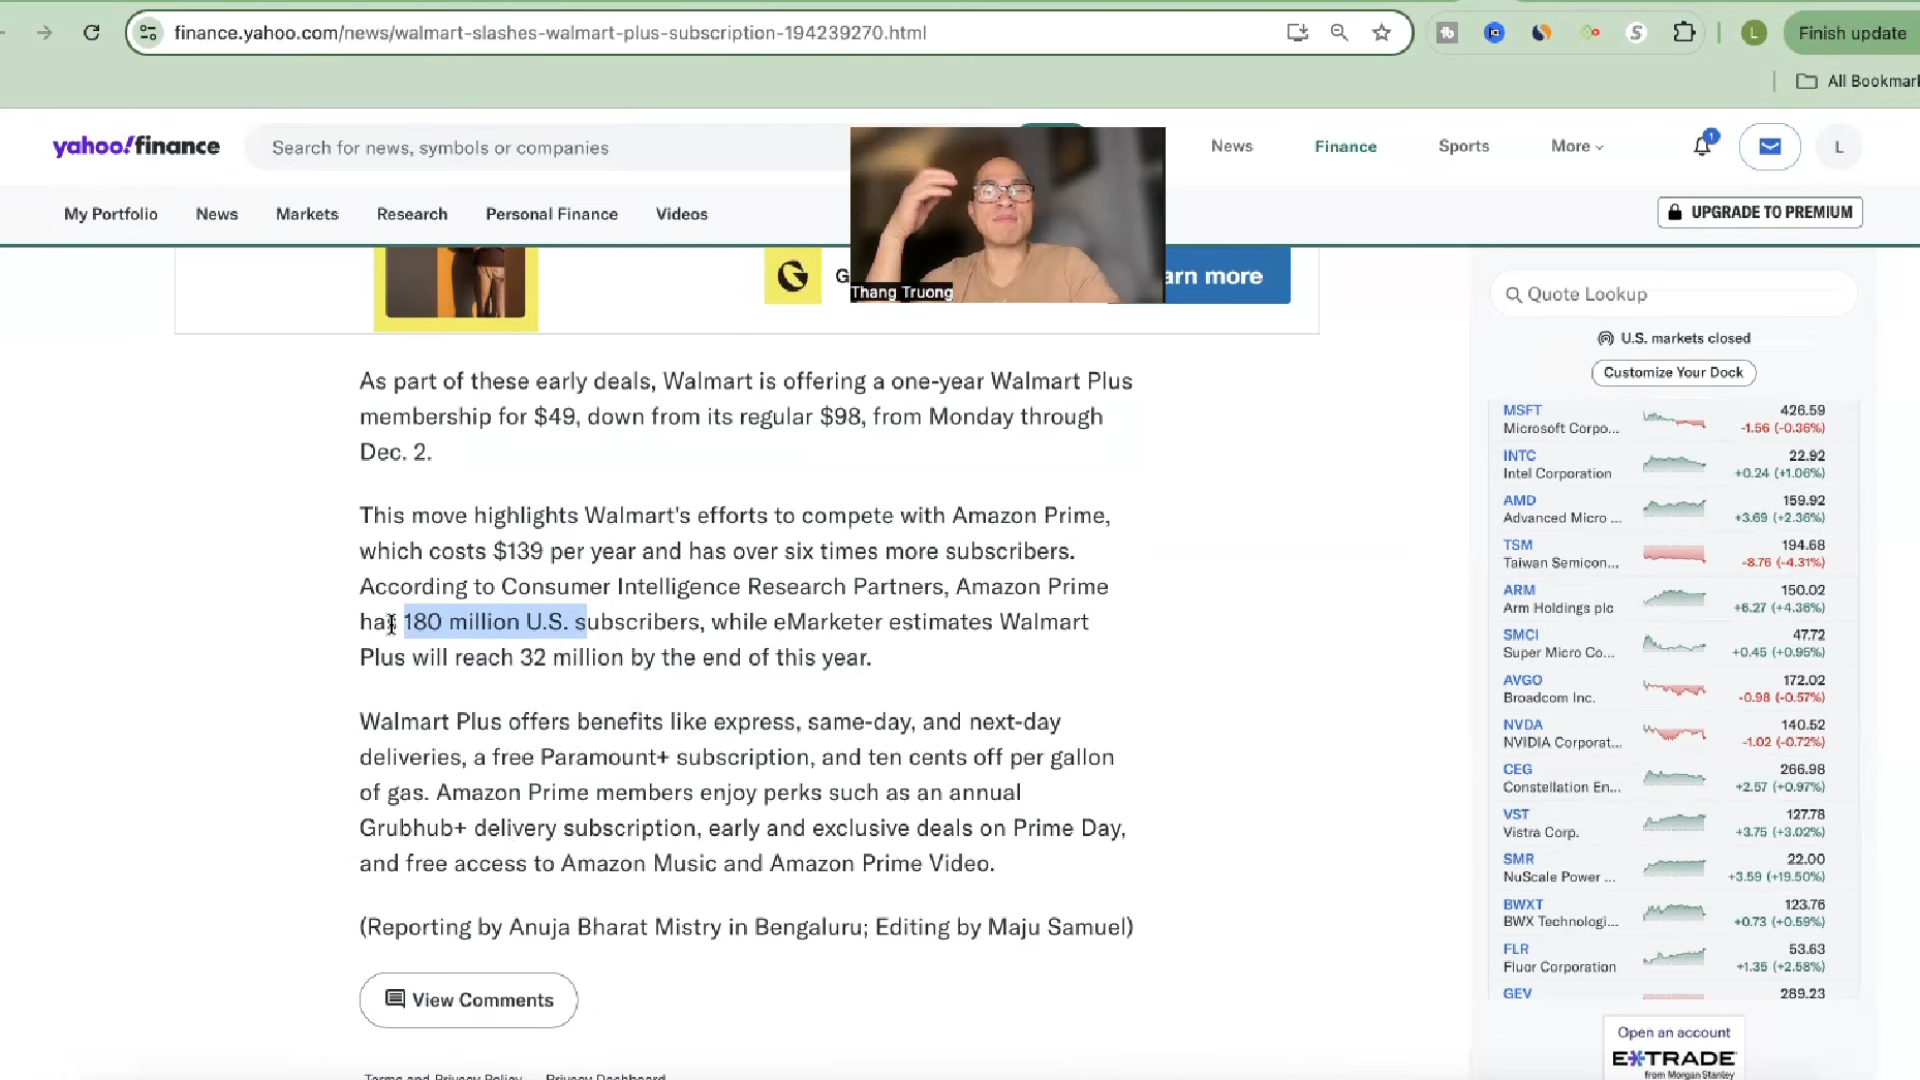 finance.yahoo.com/news/walmart-slashes-walmart-plus-subscription-194239270.html
Finish update
All Bookmar
yahoo!finance
Search for news, symbols or companies
News
Finance
Sports
More
1
L
L
My Portfolio
News
Markets
Research
Personal Finance
Videos
UPGRADE TO PREMIUM
Thang Truong
G
arn more
As part of these early deals, Walmart is offering a one-year Walmart Plus
membership for $49, down from its regular $98, from Monday through
Dec. 2.
This move highlights Walmart's efforts to compete with Amazon Prime,
which costs $139 per year and has over six times more subscribers.
According to Consumer Intelligence Research Partners, Amazon Prime
has 180 million U.S. subscribers, while eMarketer estimates Walmart
Plus will reach 32 million by the end of this year.
Walmart Plus offers benefits like express, same-day, and next-day
deliveries, a free Paramount+ subscription, and ten cents off per gallon
of gas. Amazon Prime members enjoy perks such as an annual
Grubhub+ delivery subscription, early and exclusive deals on Prime Day,
and free access to Amazon Music and Amazon Prime Video.
(Reporting by Anuja Bharat Mistry in Bengaluru; Editing by Maju Samuel)
View Comments
Terms and Privacy Policy
Privacy Dashboard
Quote Lookup
U.S. markets closed
Customize Your Dock
MSFT 426.59
Microsoft Corpo... -1.56 (-0.36%)
INTC 22.92
Intel Corporation +0.24 (+1.06%)
AMD 159.92
Advanced Micro ... +3.69 (+2.36%)
TSM 194.68
Taiwan Semicon... -8.76 (-4.31%)
ARM 150.02
Arm Holdings plc +6.27 (+4.36%)
SMCI 47.72
Super Micro Co... +0.45 (+0.95%)
AVGO 172.02
Broadcom Inc. -0.98 (-0.57%)
NVDA 140.52
NVIDIA Corporat... -1.02 (-0.72%)
CEG 266.98
Constellation En... +2.57 (+0.97%)
VST 127.78
Vistra Corp. +3.75 (+3.02%)
SMR 22.00
NuScale Power ... +3.59 (+19.50%)
BWXT 123.76
BWX Technologi... +0.73 (+0.59%)
FLR 53.63
Fluor Corporation +1.35 (+2.58%)
GEV 289.23
Open an account
E*TRADE
from Morgan Stanley